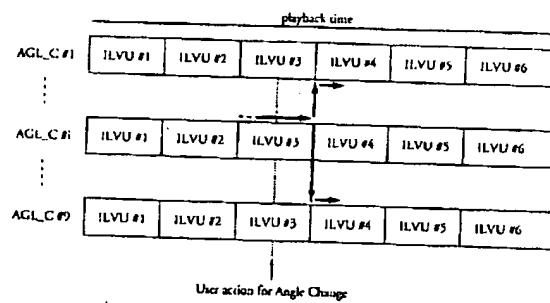 playback time
AGL_C #1 ILVU #1 ILVU #2 ILVU #3 ILVU #4 ILVU #5 ILVU #6
AGL_C #i ILVU #1 ILVU #2 ILVU #3 ILVU #4 ILVU #5 ILVU #6
AGL_C #9 ILVU #1 ILVU #2 ILVU #3 ILVU #4 ILVU #5 ILVU #6
User action for Angle Change